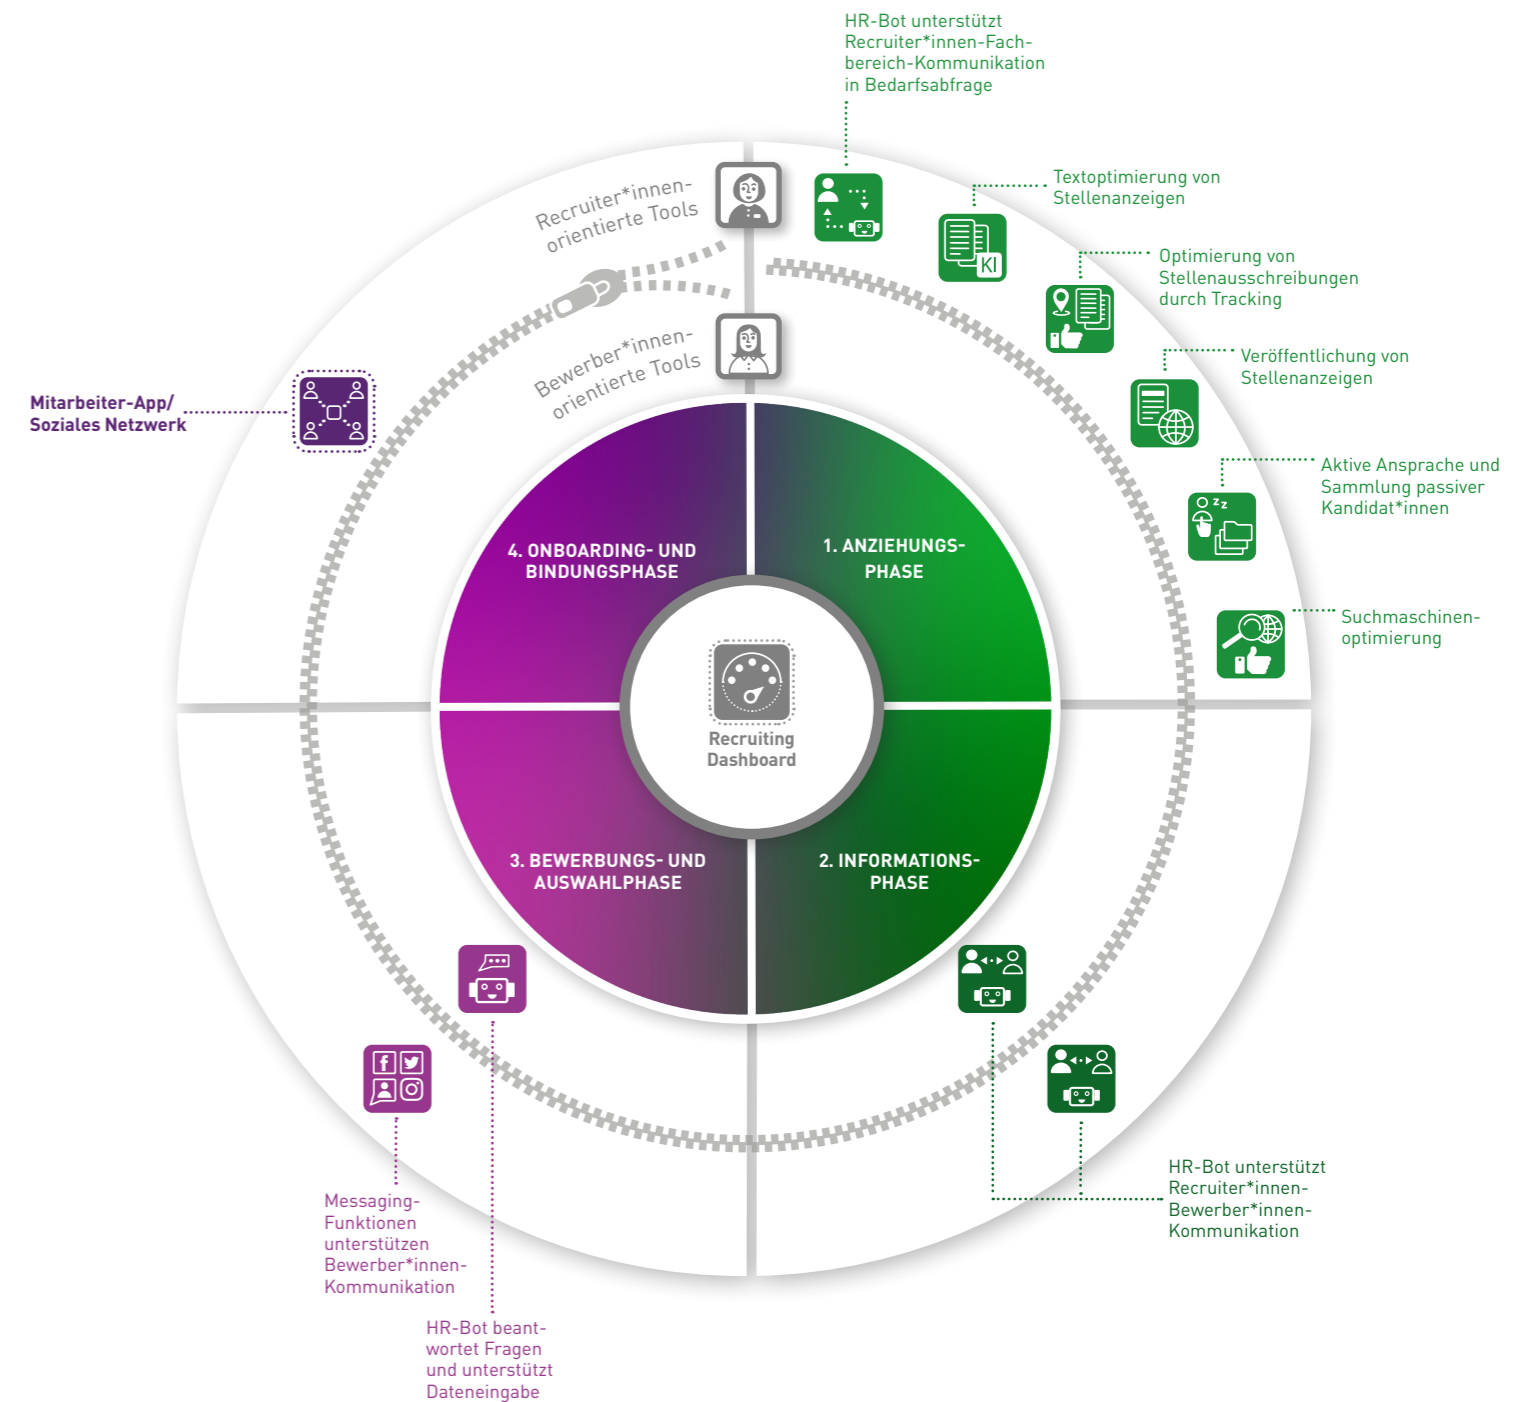 HR-Bot unterstützt
Recruiter*innen-Fach-
bereich-Kommunikation
in Bedarfsabfrage
Textoptimierung von
Stellenanzeigen
KI
Optimierung von
Stellenausschreibungen
durch Tracking
Veröffentlichung von
Stellenanzeigen
zz
Aktive Ansprache und
Sammlung passiver
Kandidat*innen
Suchmaschinen-
optimierung
Recruiter*innen-
orientierte Tools
Bewerber*innen-
orientierte Tools
Mitarbeiter-App/
Soziales Netzwerk
4. ONBOARDING- UND
BINDUNGSPHASE
1. ANZIEHUNGS-
PHASE
Recruiting
Dashboard
3. BEWERBUNGS- UND
AUSWAHLPHASE
2. INFORMATIONS-
PHASE
HR-Bot unterstützt
Recruiter*innen-
Bewerber*innen-
Kommunikation
f
Messaging-
Funktionen
unterstützen
Bewerber*innen-
Kommunikation
HR-Bot beant-
wortet Fragen
und unterstützt
Dateneingabe